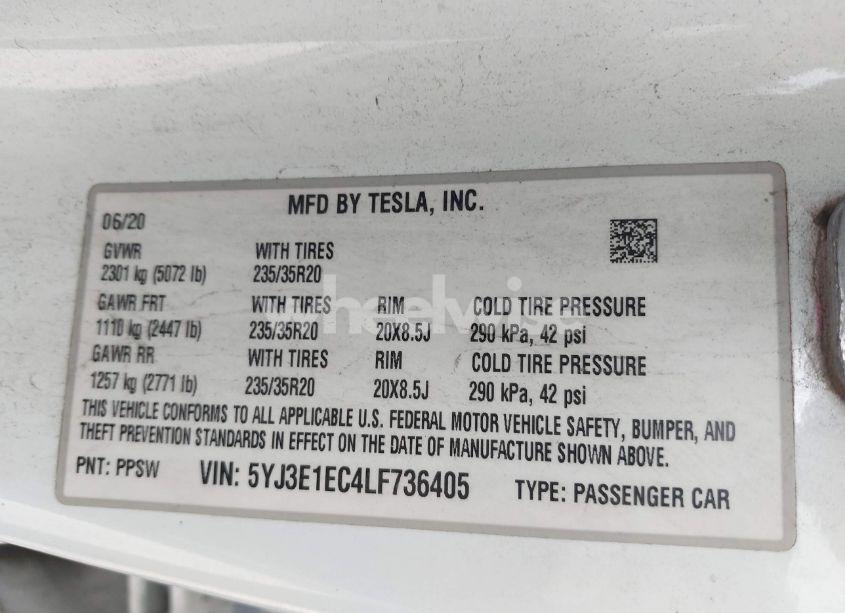 MFD BY TESLA, INC.
06/20
GVWR WITH TIRES
2301 kg (5072 lb) 235/35R20
GAWR FRT WITH TIRES RIM COLD TIRE PRESSURE
1110 kg (2447 lb) 235/35R20 20X8.5J 290 kPa, 42 psi
GAWR RR WITH TIRES RIM COLD TIRE PRESSURE
1257 kg (2771 lb) 235/35R20 20X8.5J 290 kPa, 42 psi
THIS VEHICLE CONFORMS TO ALL APPLICABLE U.S. FEDERAL MOTOR VEHICLE SAFETY, BUMPER, AND
THEFT PREVENTION STANDARDS IN EFFECT ON THE DATE OF MANUFACTURE SHOWN ABOVE.
PNT: PPSW VIN: 5YJ3E1EC4LF736405 TYPE: PASSENGER CAR